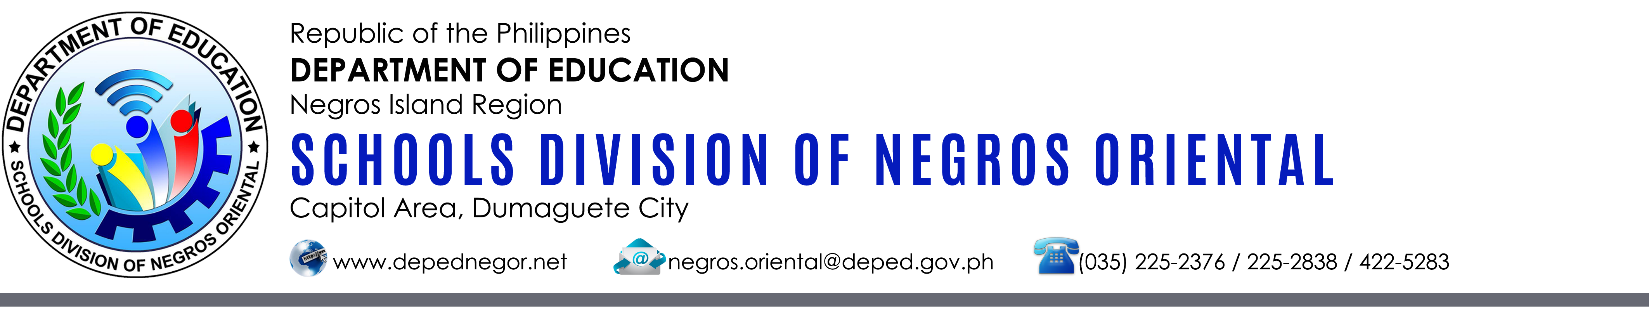 DEPARTMENT OF EDUCATION
SCHOOLS DIVISION OF NEGROS ORIENTAL
Republic of the Philippines
DEPARTMENT OF EDUCATION
Negros Island Region
SCHOOLS DIVISION OF NEGROS ORIENTAL
Capitol Area, Dumaguete City
www.depednegor.net negros.oriental@deped.gov.ph (035) 225-2376 / 225-2838 / 422-5283